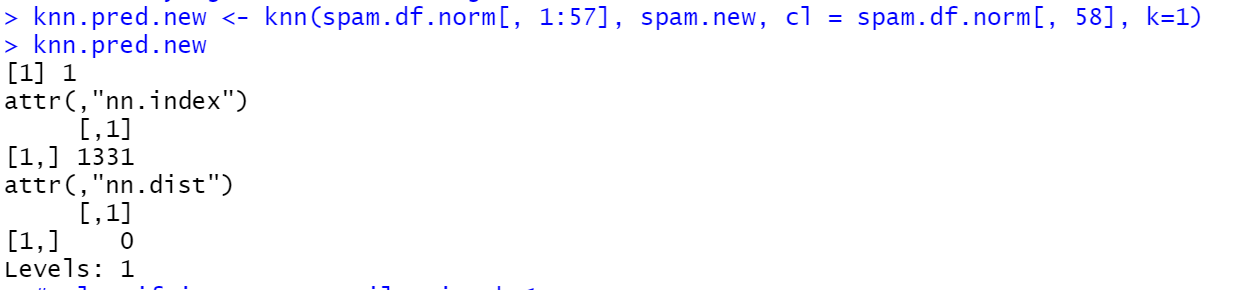 > knn.pred.new <- knn(spam.df.norm[, 1:57], spam.new, cl = spam.df.norm[, 58], k=1)
> knn.pred.new
[1] 1
attr(,"nn.index")
     [,1]
[1,] 1331
attr(,"nn.dist")
     [,1]
[1,]    0
Levels: 1